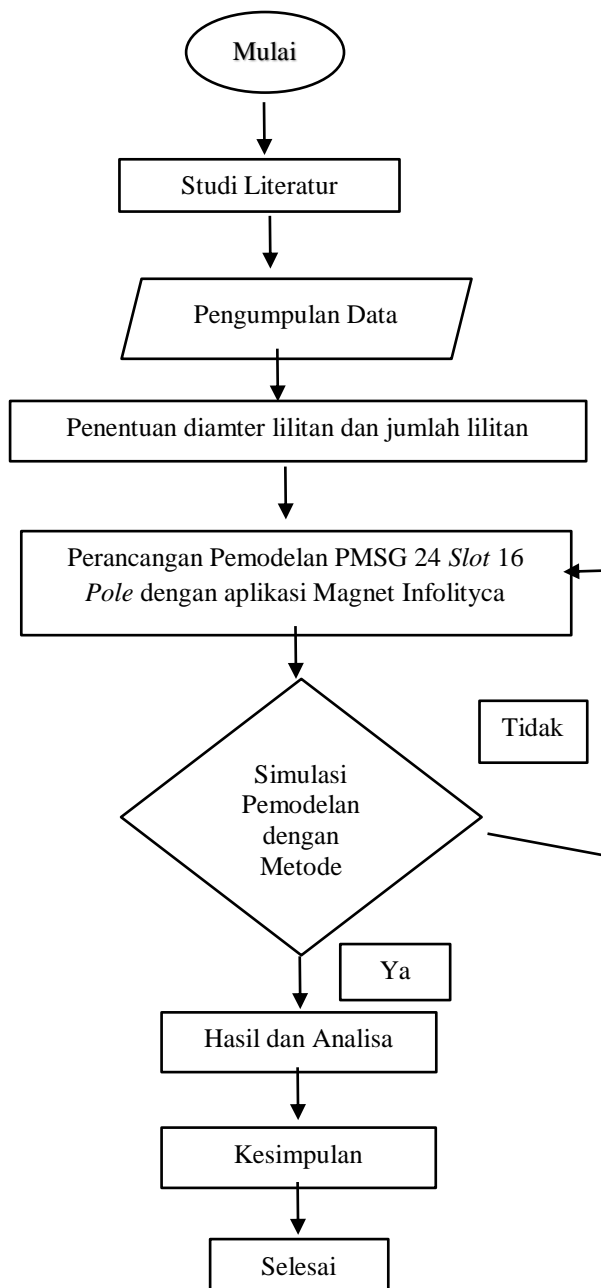 Mulai
Studi Literatur
Pengumpulan Data
Penentuan diamter lilitan dan jumlah lilitan
Perancangan Pemodelan PMSG 24 Slot 16
Pole dengan aplikasi Magnet Infolityca
Tidak
Simulasi
Pemodelan
dengan
Metode
Ya
Hasil dan Analisa
Kesimpulan
Selesai